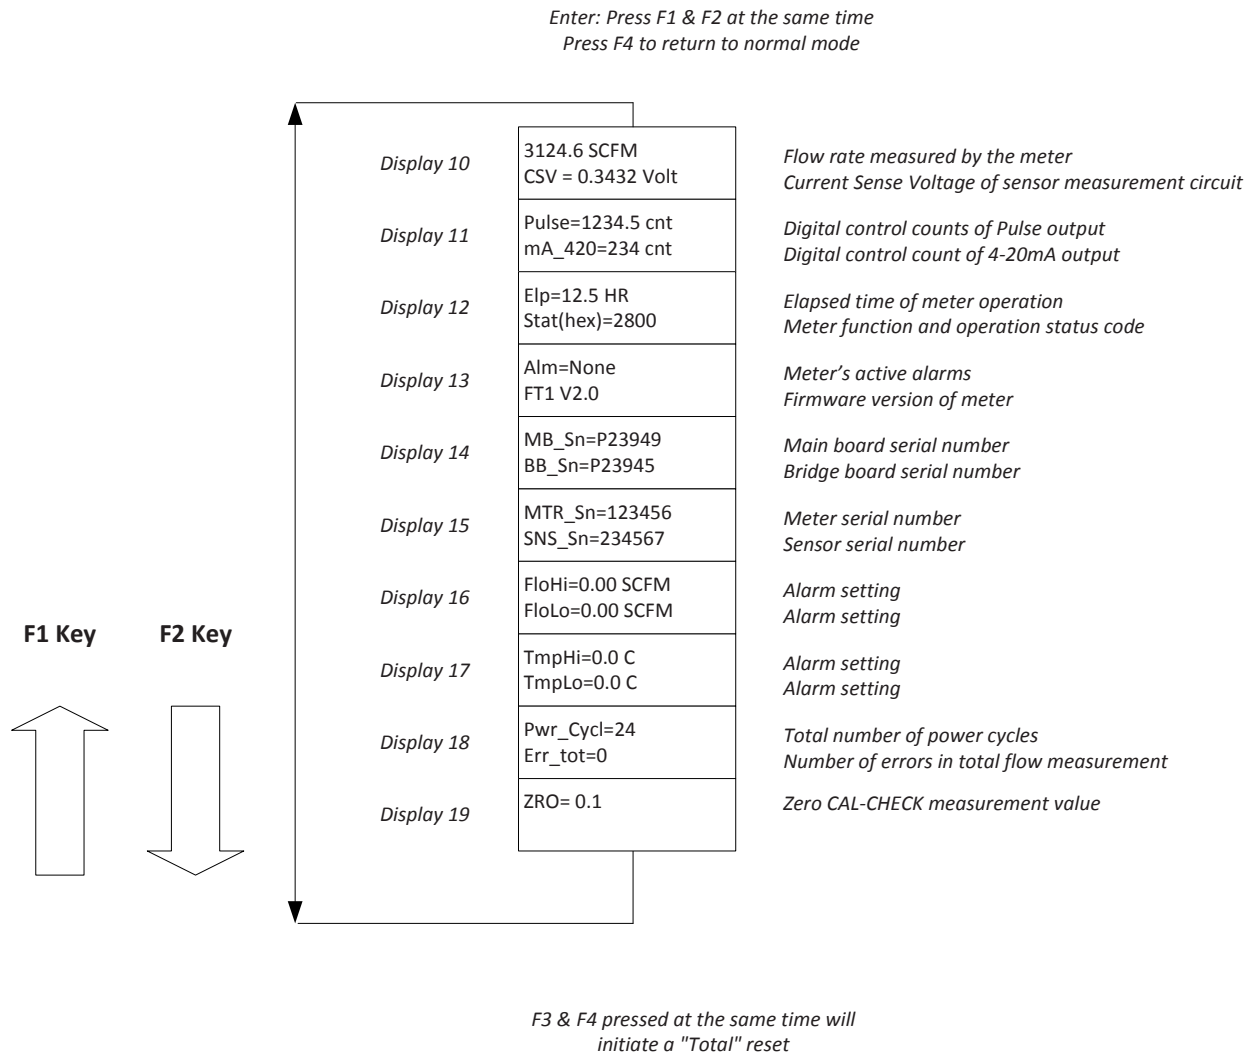 Enter: Press F1 & F2 at the same time
Press F4 to return to normal mode
Display 10
3124.6 SCFM
CSV = 0.3432 Volt
Flow rate measured by the meter
Current Sense Voltage of sensor measurement circuit
Display 11
Pulse=1234.5 cnt
mA_420=234 cnt
Digital control counts of Pulse output
Digital control count of 4-20mA output
Display 12
Elp=12.5 HR
Stat(hex)=2800
Elapsed time of meter operation
Meter function and operation status code
Display 13
Alm=None
FT1 V2.0
Meter’s active alarms
Firmware version of meter
Display 14
MB_Sn=P23949
BB_Sn=P23945
Main board serial number
Bridge board serial number
Display 15
MTR_Sn=123456
SNS_Sn=234567
Meter serial number
Sensor serial number
Display 16
FloHi=0.00 SCFM
FloLo=0.00 SCFM
Alarm setting
Alarm setting
F1 Key
F2 Key
Display 17
TmpHi=0.0 C
TmpLo=0.0 C
Alarm setting
Alarm setting
Display 18
Pwr_Cycl=24
Err_tot=0
Total number of power cycles
Number of errors in total flow measurement
Display 19
ZRO= 0.1
Zero CAL-CHECK measurement value
F3 & F4 pressed at the same time will
initiate a "Total" reset